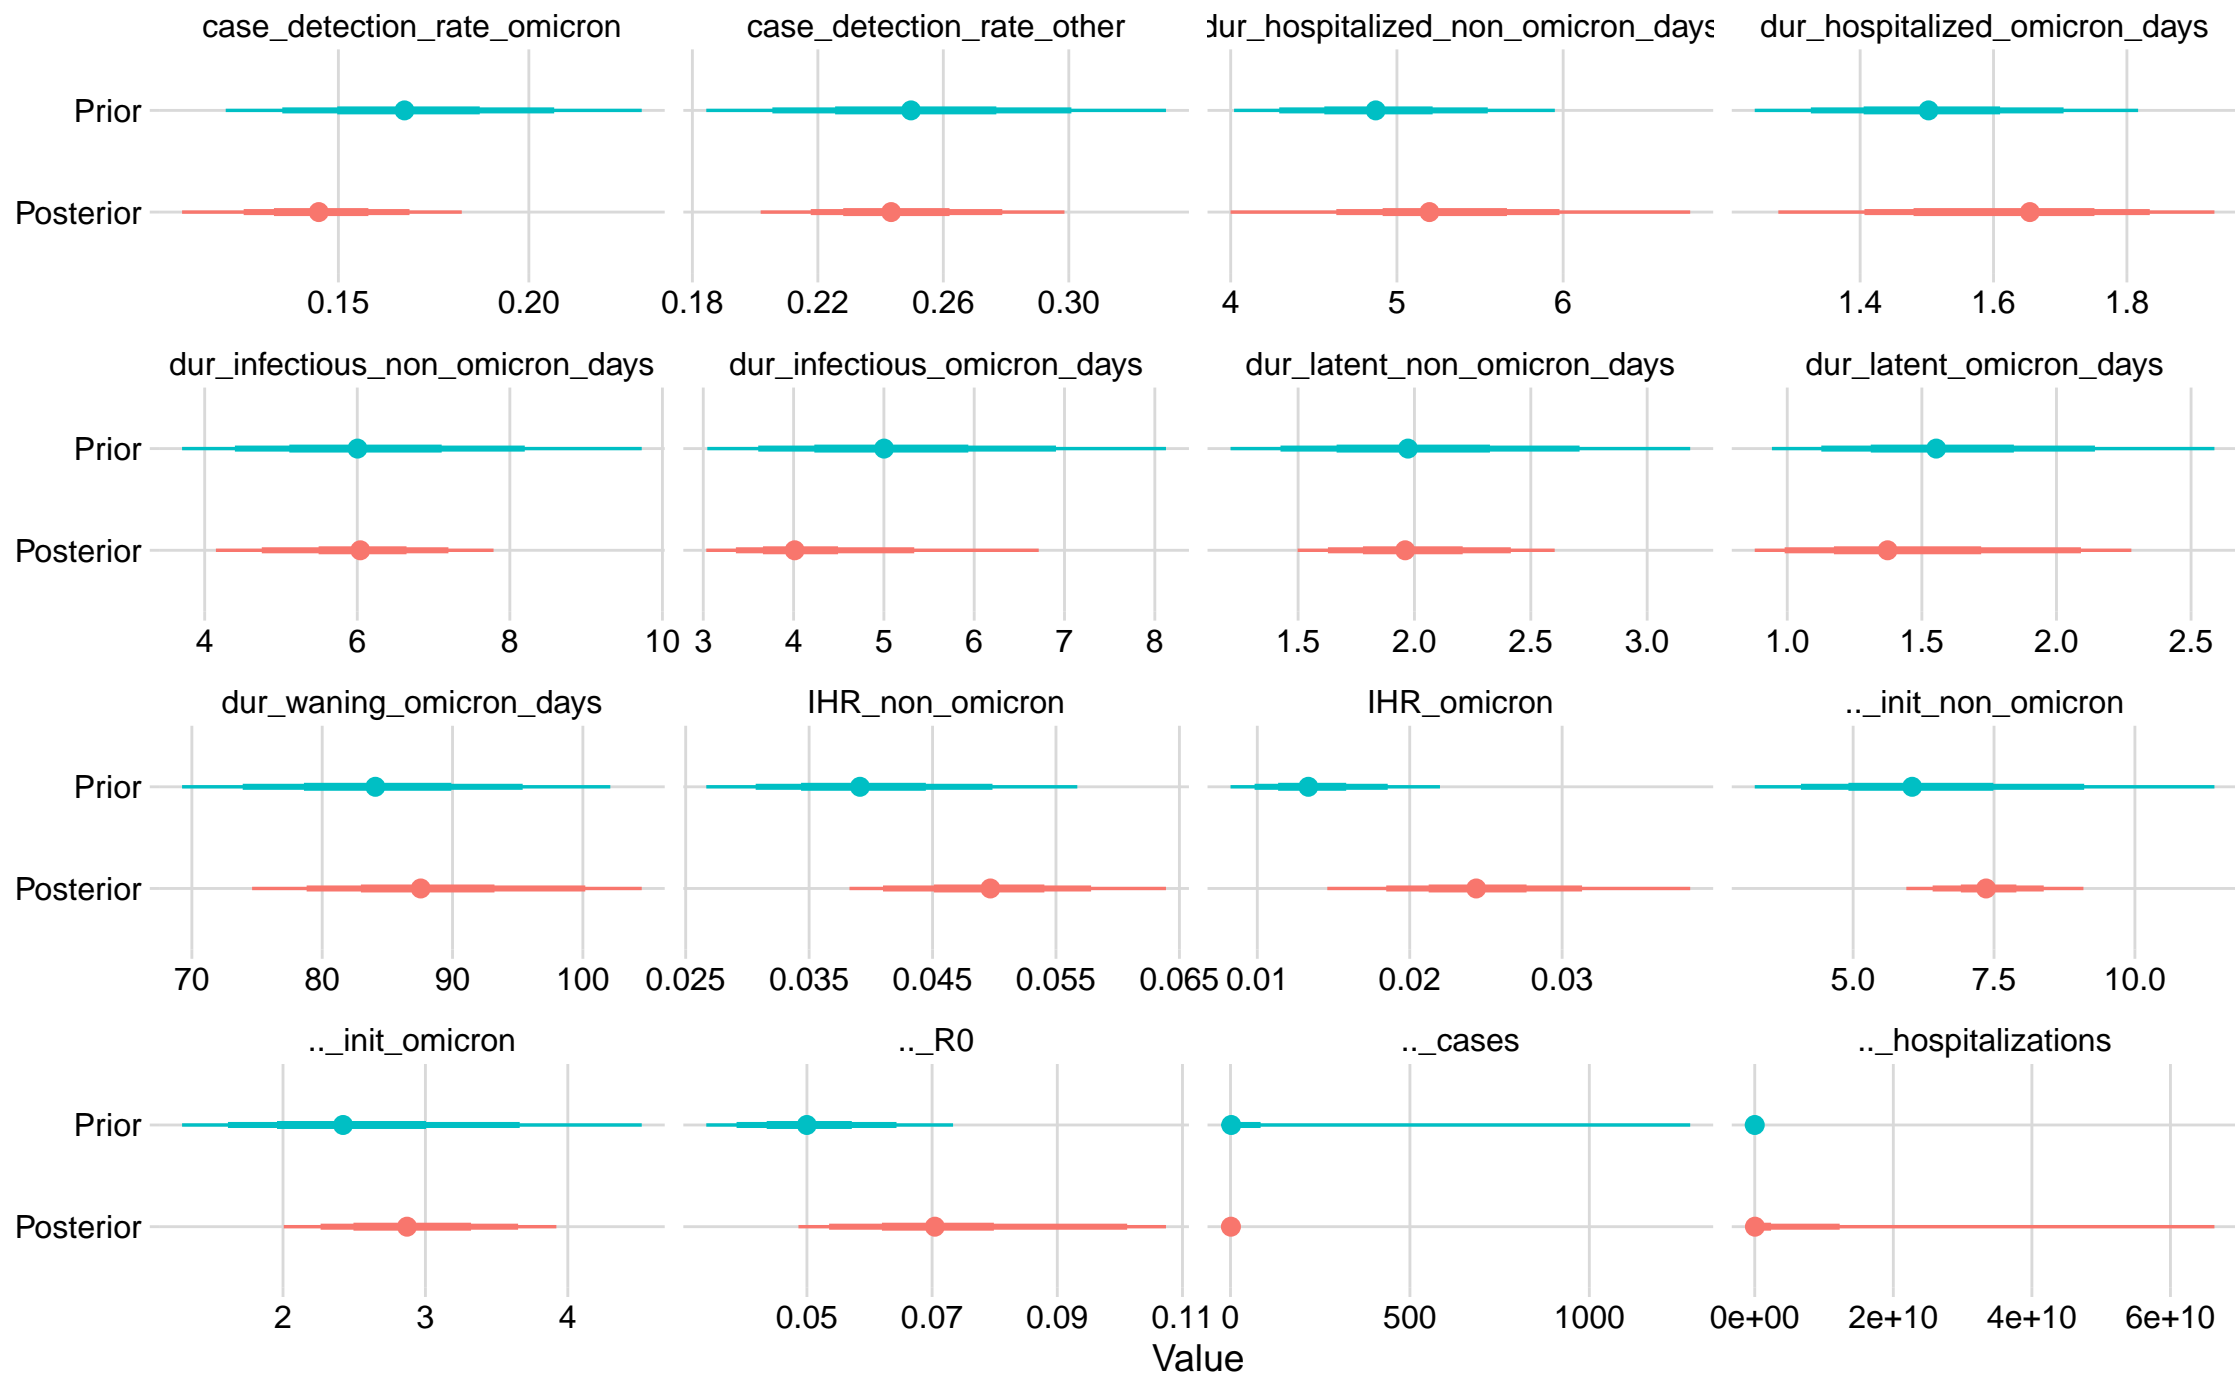 case_detection_rate_omicron case_detection_rate_other dur_hospitalized_non_omicron_days dur_hospitalized_omicron_days
Prior
Posterior
0.15 0.20 0.18 0.22 0.26 0.30 4 5 6 1.4 1.6 1.8
dur_infectious_non_omicron_days dur_infectious_omicron_days dur_latent_non_omicron_days dur_latent_omicron_days
Prior
Posterior
4 6 8 10 3 4 5 6 7 8 1.5 2.0 2.5 3.0 1.0 1.5 2.0 2.5
dur_waning_omicron_days IHR_non_omicron IHR_omicron .._init_non_omicron
Prior
Posterior
70 80 90 100 0.025 0.035 0.045 0.055 0.065 0.01 0.02 0.03 5.0 7.5 10.0
.._init_omicron .._R0 .._cases .._hospitalizations
Prior
Posterior
2 3 4 0.05 0.07 0.09 0.11 0 500 1000 0e+00 2e+10 4e+10 6e+10
Value